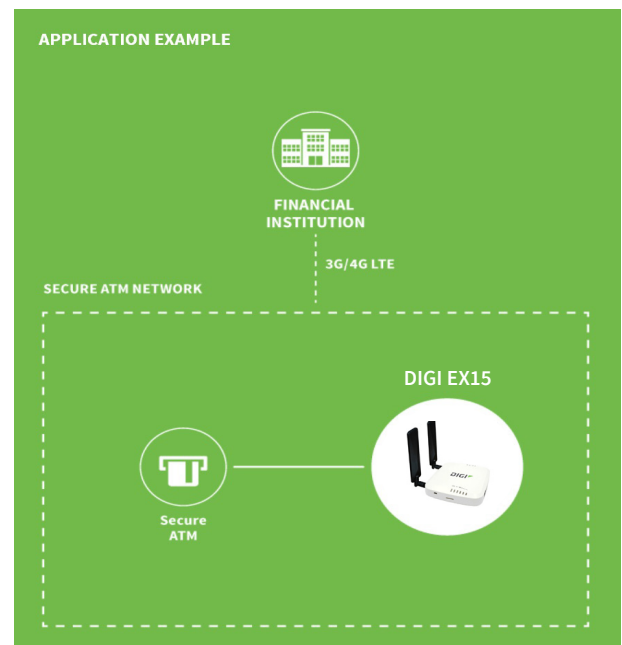 APPLICATION EXAMPLE
FINANCIAL
INSTITUTION
3G/4G LTE
SECURE ATM NETWORK
DIGI EX15
DIGI
Secure
ATM